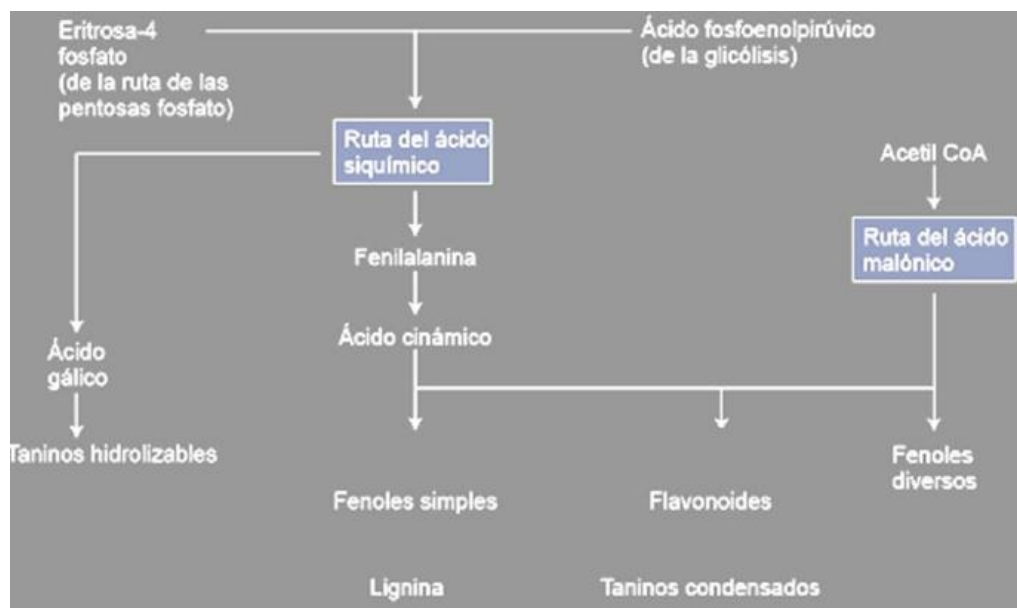 Eritrosa-4
fosfato
(de la ruta de las
pentosas fosfato)
Ácido fosfoenolpirúvico
(de la glicólisis)
Ruta del ácido
siquímico
Acetil CoA
Ruta del ácido
malónico
Fenilalanina
Ácido cinámico
Ácido
gálico
Taninos hidrolizables
Fenoles
diversos
Fenoles simples
Flavonoides
Lignina
Taninos condensados